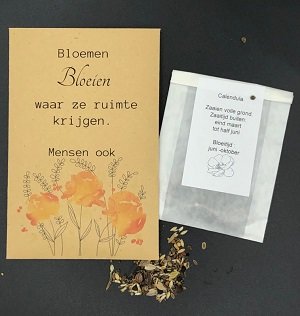 Bloemen
Bloeien
waar ze ruimte
krijgen.
Mensen ook
Calendula
Zaaien volle grond
Zaaitijd buiten:
eind maart
tot half juni
Bloeitijd
juni -oktober